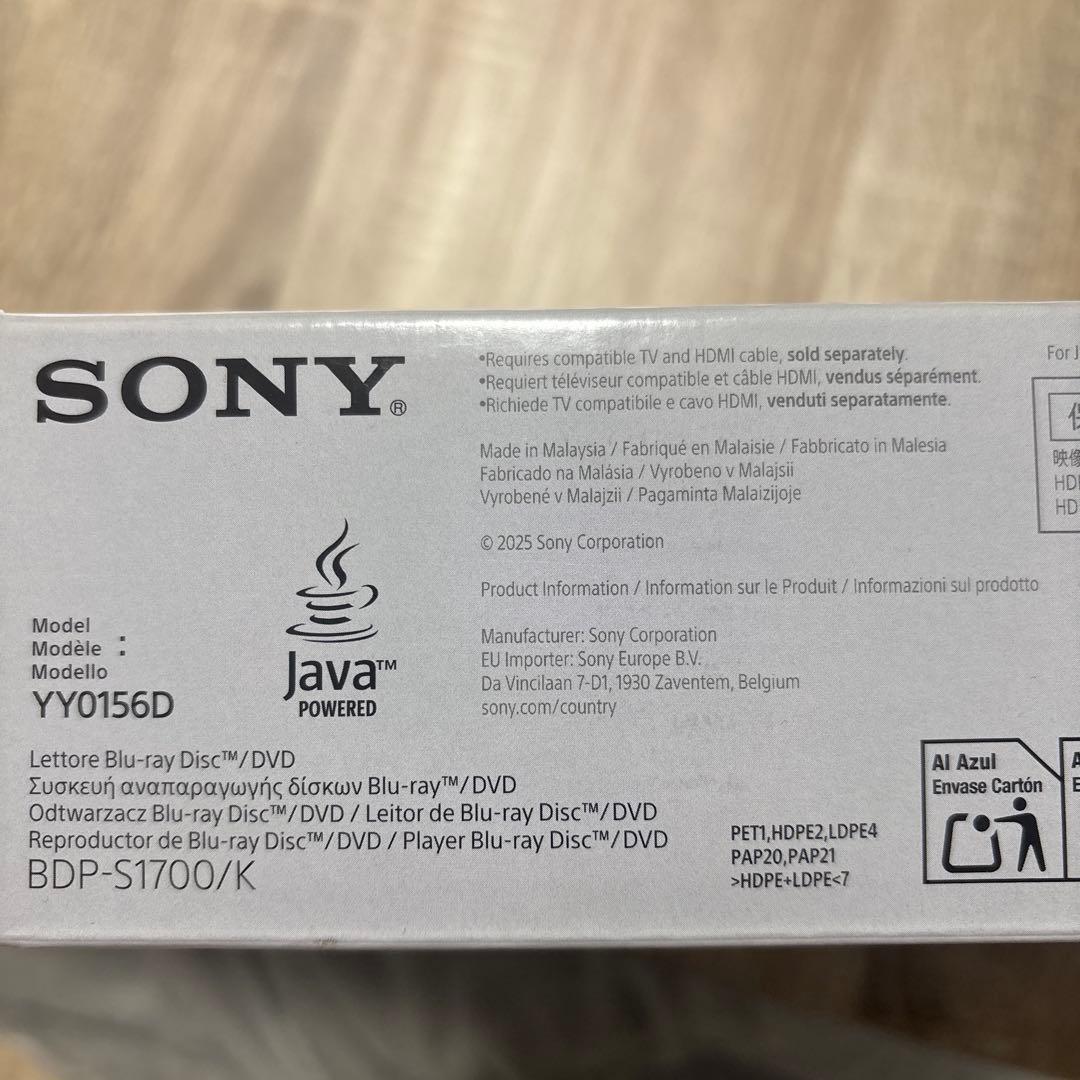 SONY®
•Requires compatible TV and HDMI cable, sold separately.
•Requiert téléviseur compatible et câble HDMI, vendus séparément.
•Richiede TV compatibile e cavo HDMI, venduti separatamente.
Made in Malaysia / Fabriqué en Malaisie / Fabbricato in Malesia
Fabricado na Malásia / Vyrobeno v Malajsii
Vyrobené v Malajzii / Pagaminta Malaizijoje
© 2025 Sony Corporation
Product Information / Information sur le Produit / Informazioni sul prodotto
Manufacturer: Sony Corporation
EU Importer: Sony Europe B.V.
Da Vincilaan 7-D1, 1930 Zaventem, Belgium
sony.com/country
For
映像
Java™
POWERED
Model
Modèle :
Modello
YY0156D
Lettore Blu-ray Disc™/DVD
Συσκευή αναπαραγωγής δίσκων Blu-ray™/DVD
Odtwarzacz Blu-ray Disc™/DVD / Leitor de Blu-ray Disc™/DVD
Reproductor de Blu-ray Disc™/DVD / Player Blu-ray Disc™/DVD
BDP-S1700/K
PET1,HDPE2,LDPE4
PAP20,PAP21
>HDPE+LDPE<7
Al Azul
Envase Cartón